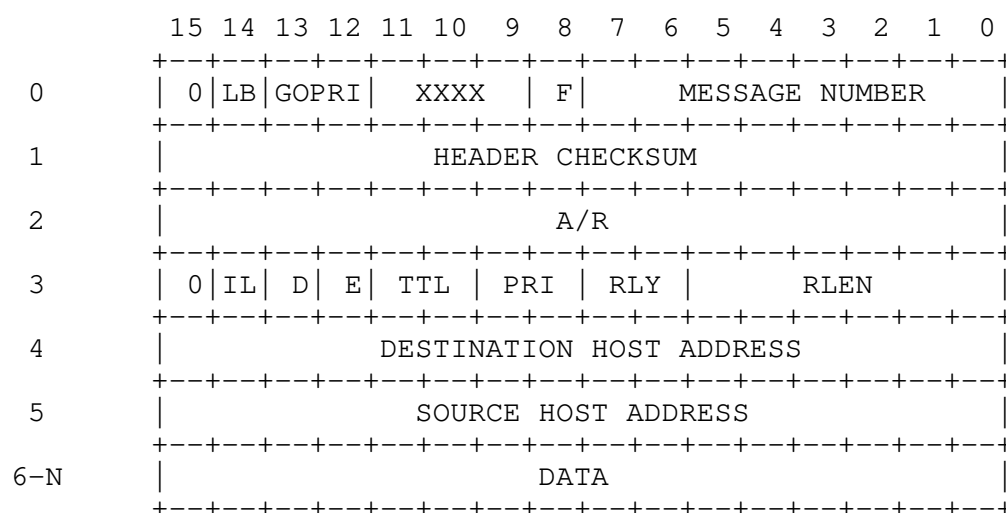 15 14 13 12 11 10 9 8 7 6 5 4 3 2 1 0
+--+--+--+--+--+--+--+--+--+--+--+--+--+--+--+--+
0 | 0|LB|GOPRI| XXXX | F| MESSAGE NUMBER |
+--+--+--+--+--+--+--+--+--+--+--+--+--+--+--+--+
1 | HEADER CHECKSUM |
+--+--+--+--+--+--+--+--+--+--+--+--+--+--+--+--+
2 | A/R |
+--+--+--+--+--+--+--+--+--+--+--+--+--+--+--+--+
3 | 0|IL| D| E| TTL | PRI | RLY | RLEN |
+--+--+--+--+--+--+--+--+--+--+--+--+--+--+--+--+
4 | DESTINATION HOST ADDRESS |
+--+--+--+--+--+--+--+--+--+--+--+--+--+--+--+--+
5 | SOURCE HOST ADDRESS |
+--+--+--+--+--+--+--+--+--+--+--+--+--+--+--+--+
6-N | DATA |
+--+--+--+--+--+--+--+--+--+--+--+--+--+--+--+--+